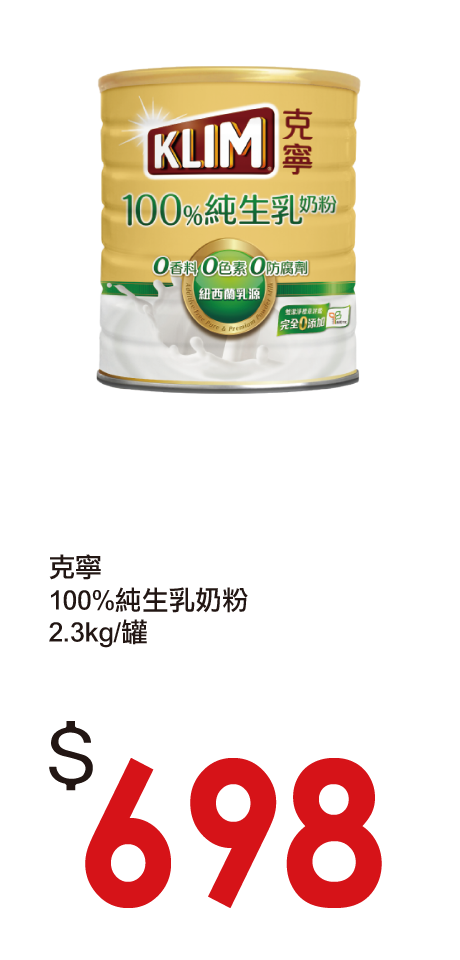 KLIM 克寧
100%純生乳奶粉
0香料 0色素 0防腐劑
紐西蘭乳源
完全0添加
克寧
100%純生乳奶粉
2.3kg/罐
$698